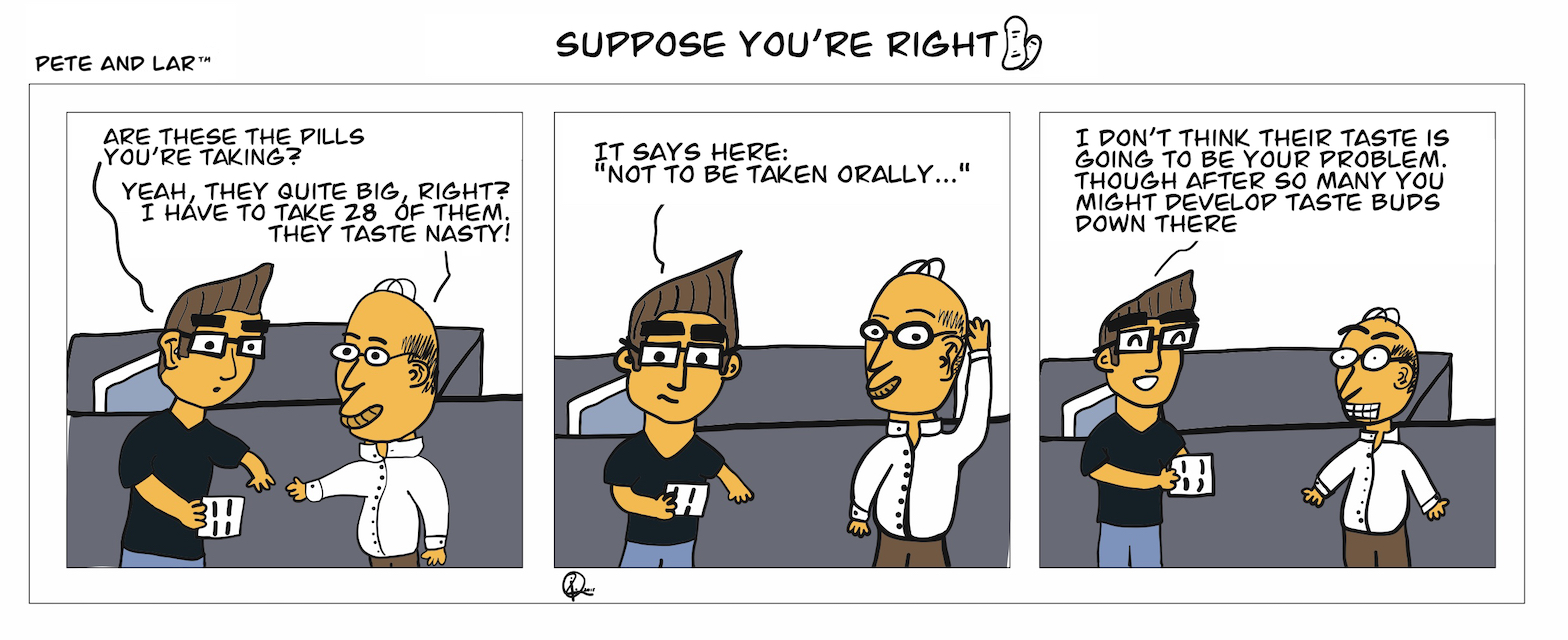 SUPPOSE YOU'RE RIGHT
PETE AND LAR™
ARE THESE THE PILLS
YOU'RE TAKING?
YEAH, THEY QUITE BIG, RIGHT?
I HAVE TO TAKE 28 OF THEM.
THEY TASTE NASTY!
IT SAYS HERE:
"NOT TO BE TAKEN ORALLY..."
I DON'T THINK THEIR TASTE IS
GOING TO BE YOUR PROBLEM.
THOUGH AFTER SO MANY YOU
MIGHT DEVELOP TASTE BUDS
DOWN THERE